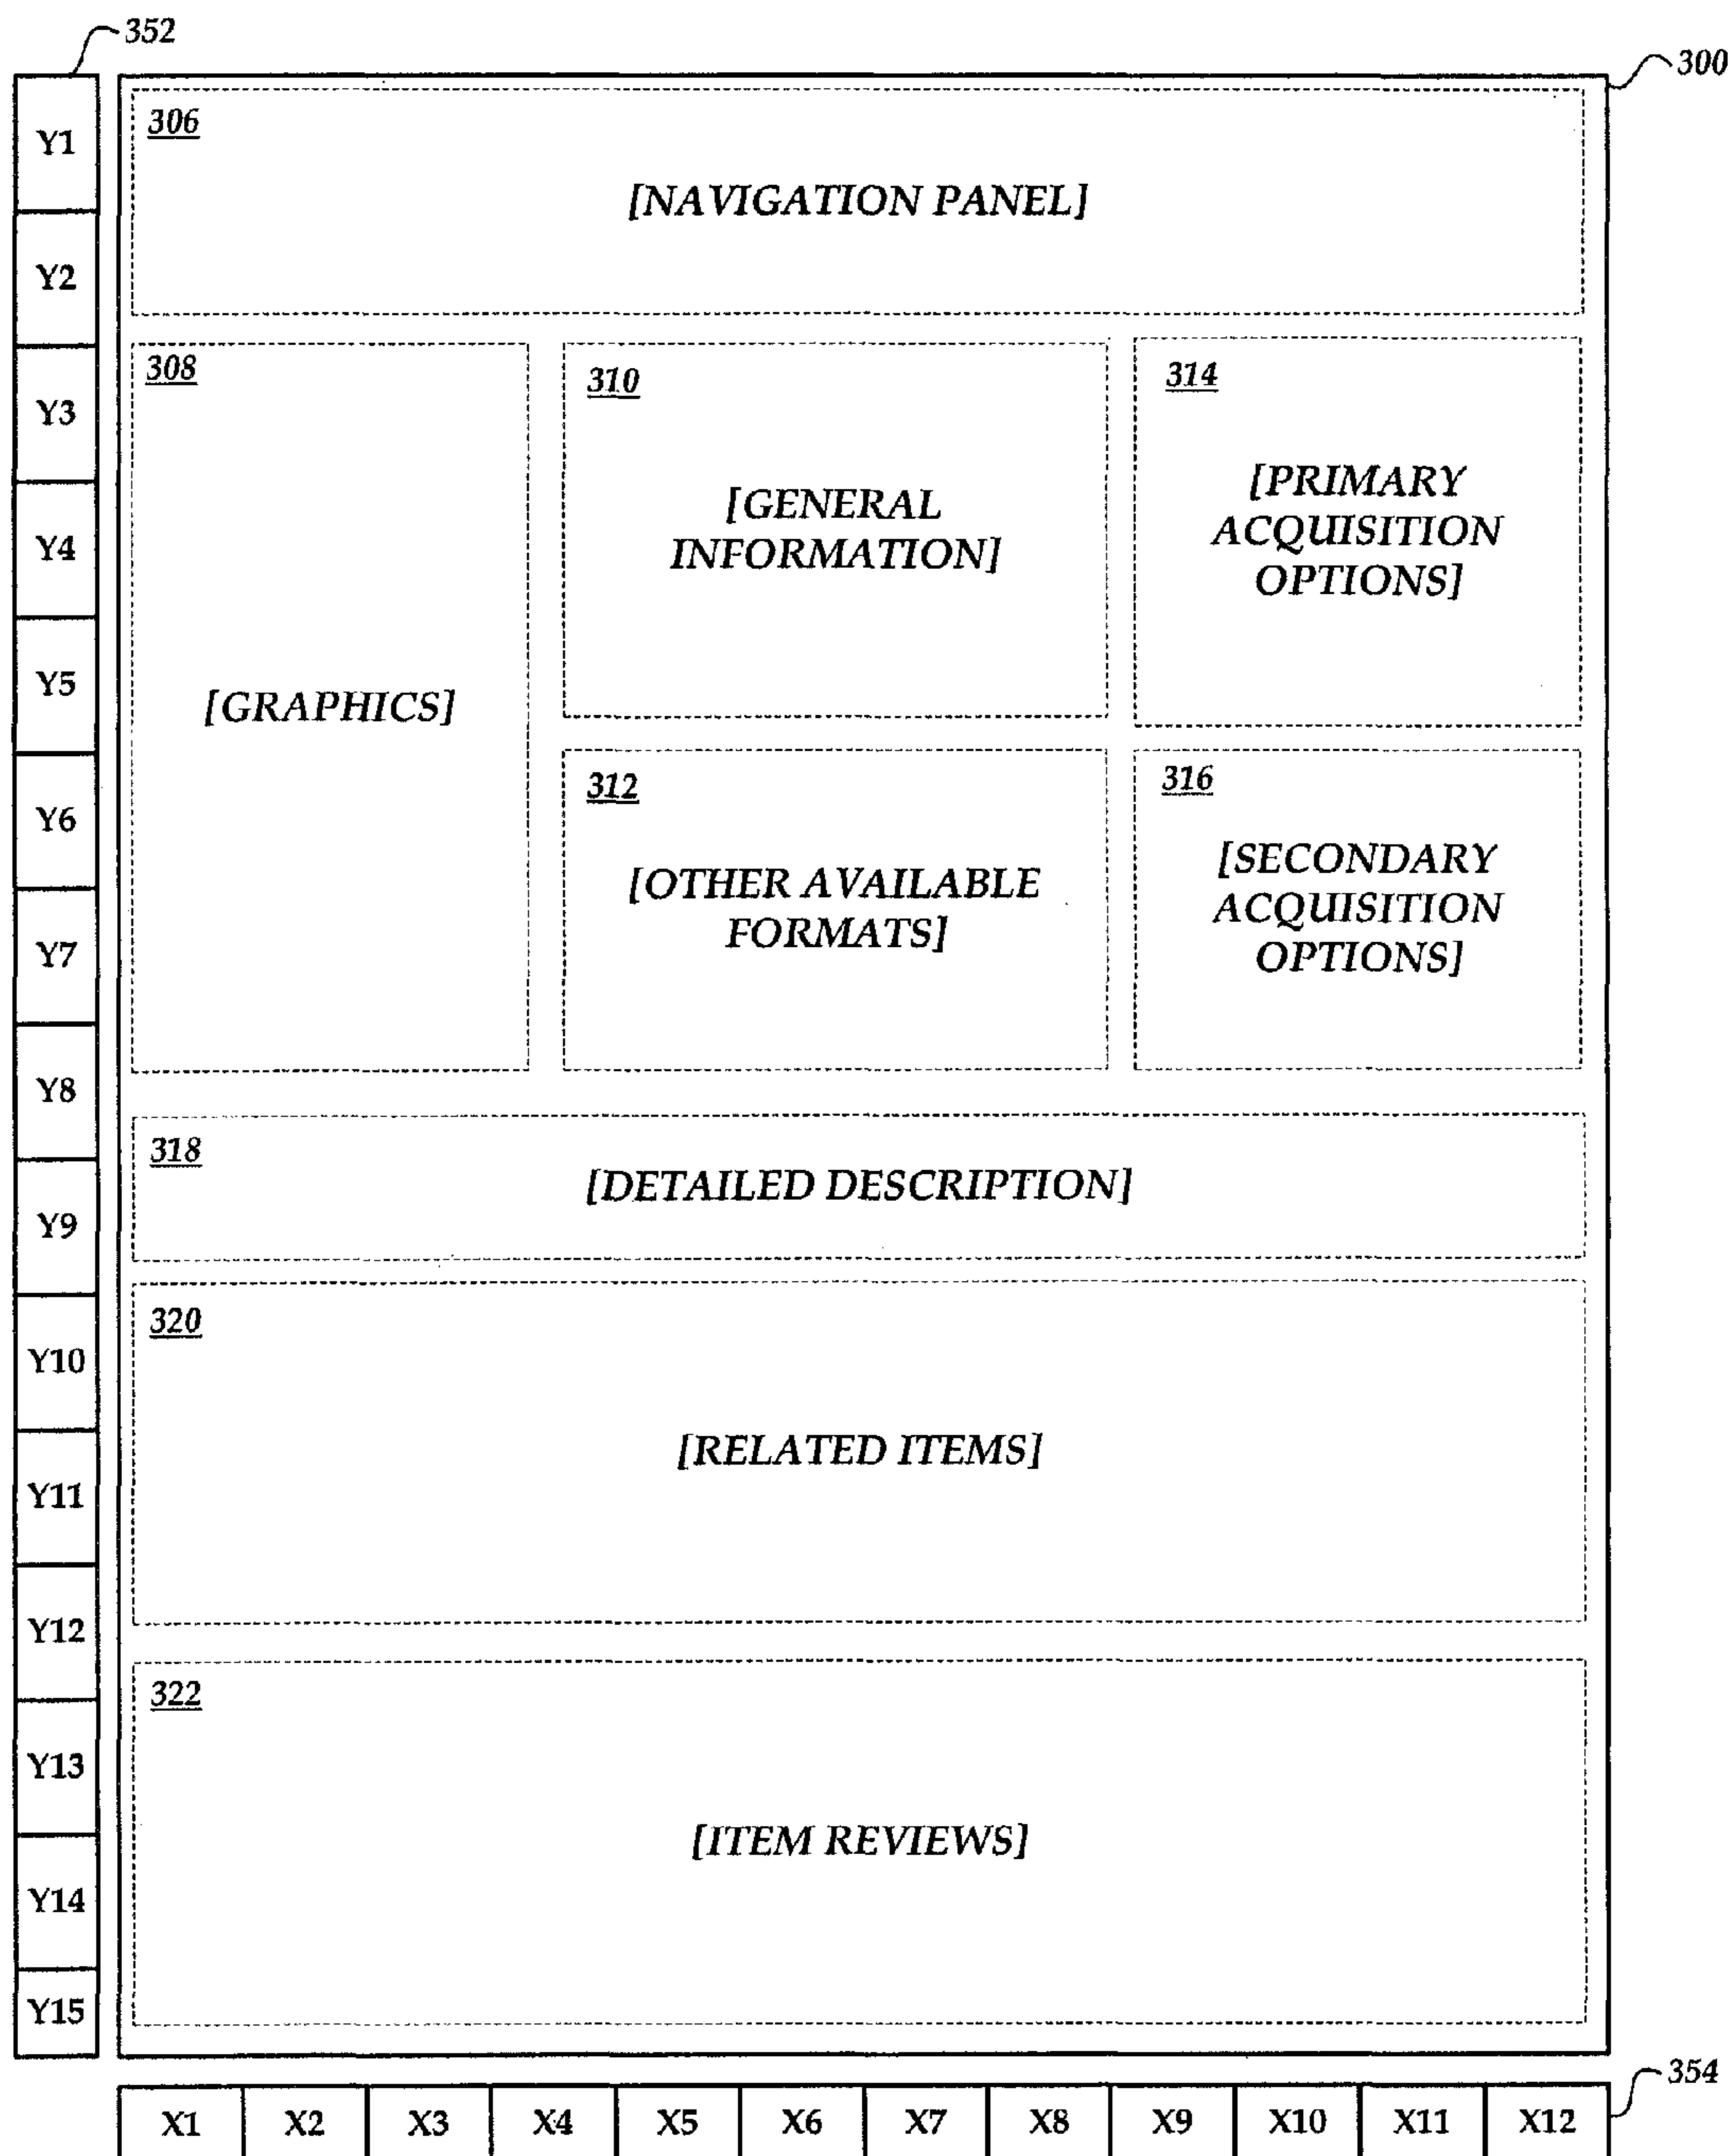 352
300
Y1
Y2
Y3
Y4
Y5
Y6
Y7
Y8
Y9
Y10
Y11
Y12
Y13
Y14
Y15
306
[NAVIGATION PANEL]
308
[GRAPHICS]
310
[GENERAL
INFORMATION]
314
[PRIMARY
ACQUISITION
OPTIONS]
312
[OTHER AVAILABLE
FORMATS]
316
[SECONDARY
ACQUISITION
OPTIONS]
318
[DETAILED DESCRIPTION]
320
[RELATED ITEMS]
322
[ITEM REVIEWS]
354
X1 X2 X3 X4 X5 X6 X7 X8 X9 X10 X11 X12